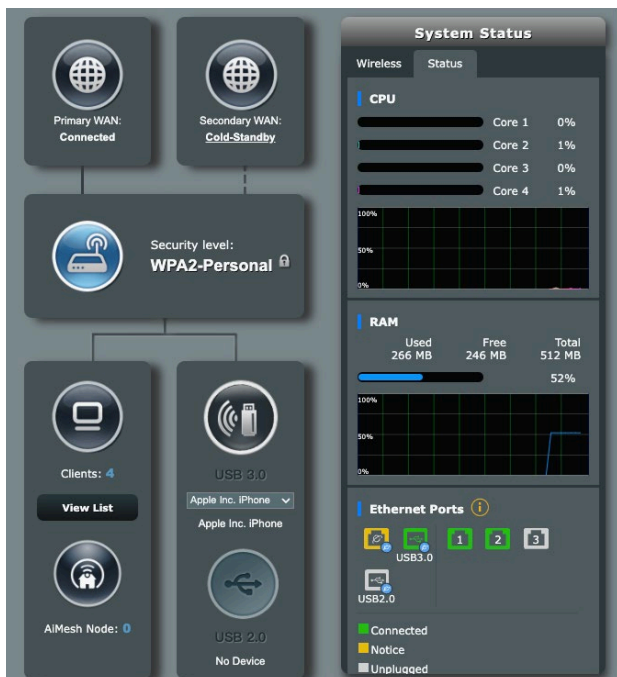 Primary WAN:
Connected
Secondary WAN:
Cold-Standby
Security level:
WPA2-Personal
Clients: 4
View List
AiMesh Node: 0
USB 3.0
Apple Inc. iPhone
Apple Inc. iPhone
USB 2.0
No Device
System Status
Wireless Status
CPU
Core 1 0%
Core 2 1%
Core 3 0%
Core 4 1%
100%
50%
0%
RAM
Used Free Total
266 MB 246 MB 512 MB
52%
100%
50%
0%
Ethernet Ports
1 2 3
USB3.0
USB2.0
Connected
Notice
Unplugged